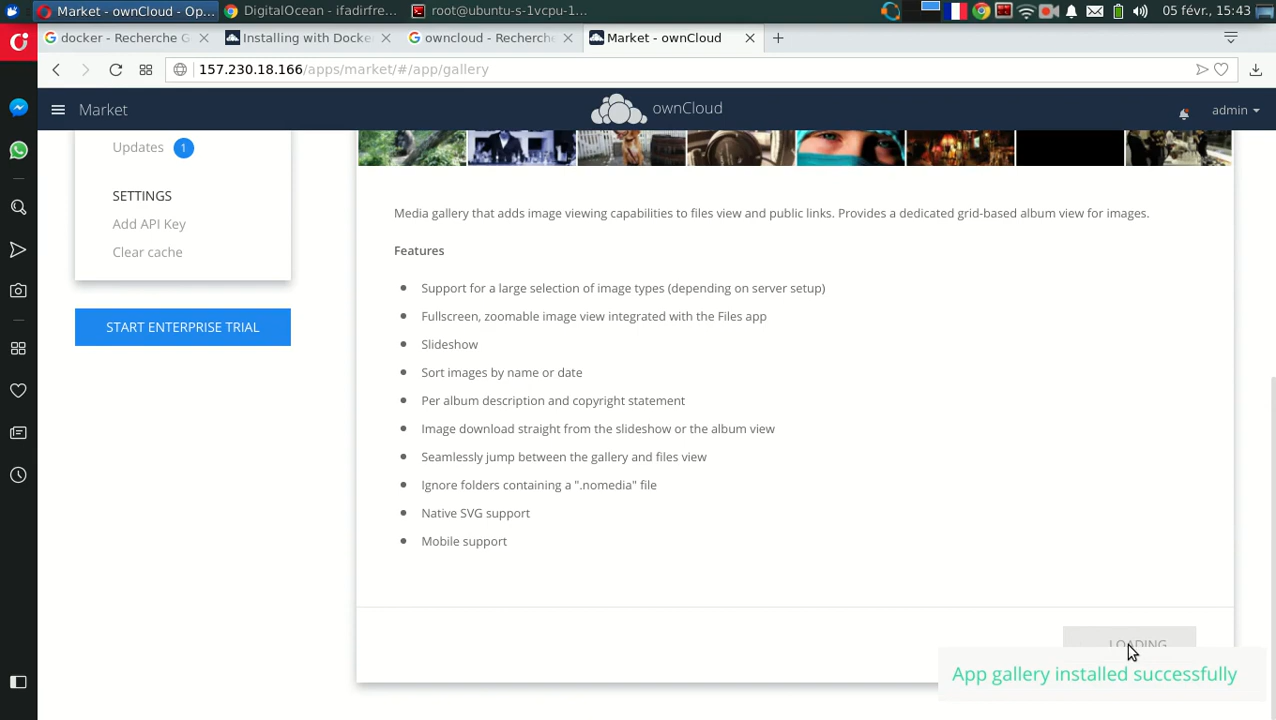 Market - ownCloud - Op...
DigitalOcean - ifadirfre...
root@ubuntu-s-1vcpu-1...
05 févr., 15:43
docker - Recherche G
Installing with Docker
owncloud - Recherche
Market - ownCloud
157.230.18.166/apps/market/#/app/gallery
Market
ownCloud
admin
Updates 1
SETTINGS
Add API Key
Clear cache
START ENTERPRISE TRIAL
Media gallery that adds image viewing capabilities to files view and public links. Provides a dedicated grid-based album view for images.
Features
Support for a large selection of image types (depending on server setup)
Fullscreen, zoomable image view integrated with the Files app
Slideshow
Sort images by name or date
Per album description and copyright statement
Image download straight from the slideshow or the album view
Seamlessly jump between the gallery and files view
Ignore folders containing a ".nomedia" file
Native SVG support
Mobile support
LOADING
App gallery installed successfully